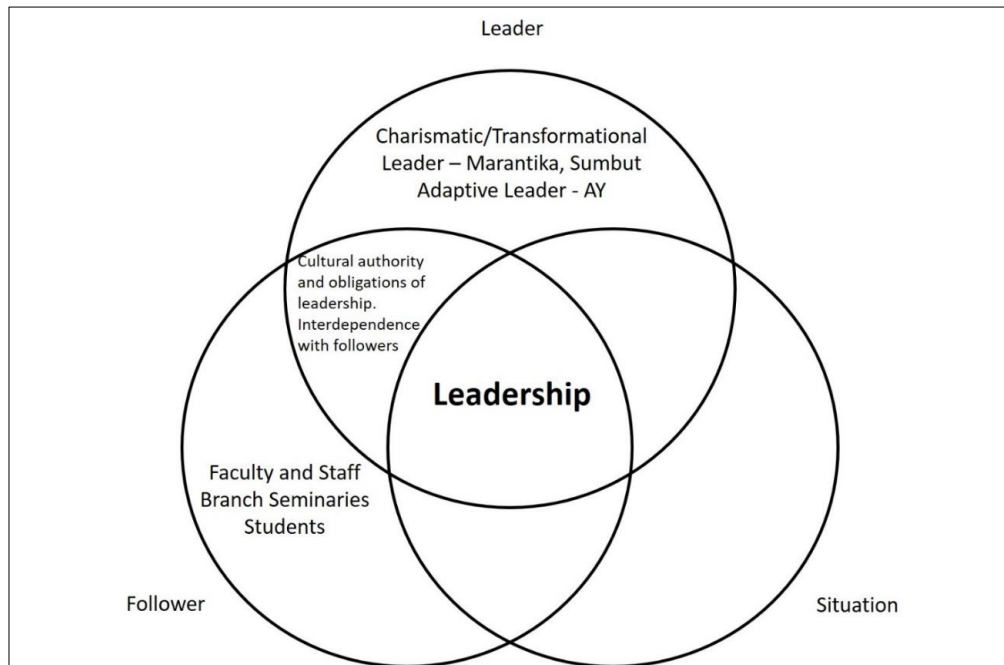 Leader
Charismatic/Transformational
Leader – Marantika, Sumbut
Adaptive Leader - AY
Cultural authority
and obligations of
leadership.
Interdependence
with followers
Leadership
Faculty and Staff
Branch Seminaries
Students
Follower
Situation